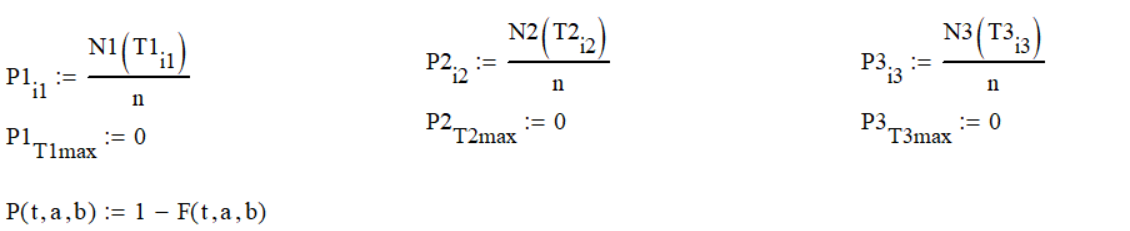 P1_i1 := N1(T1_i1) / n    P2_i2 := N2(T2_i2) / n    P3_i3 := N3(T3_i3) / n
P1_T1max := 0    P2_T2max := 0    P3_T3max := 0
P(t,a,b) := 1 − F(t,a,b)